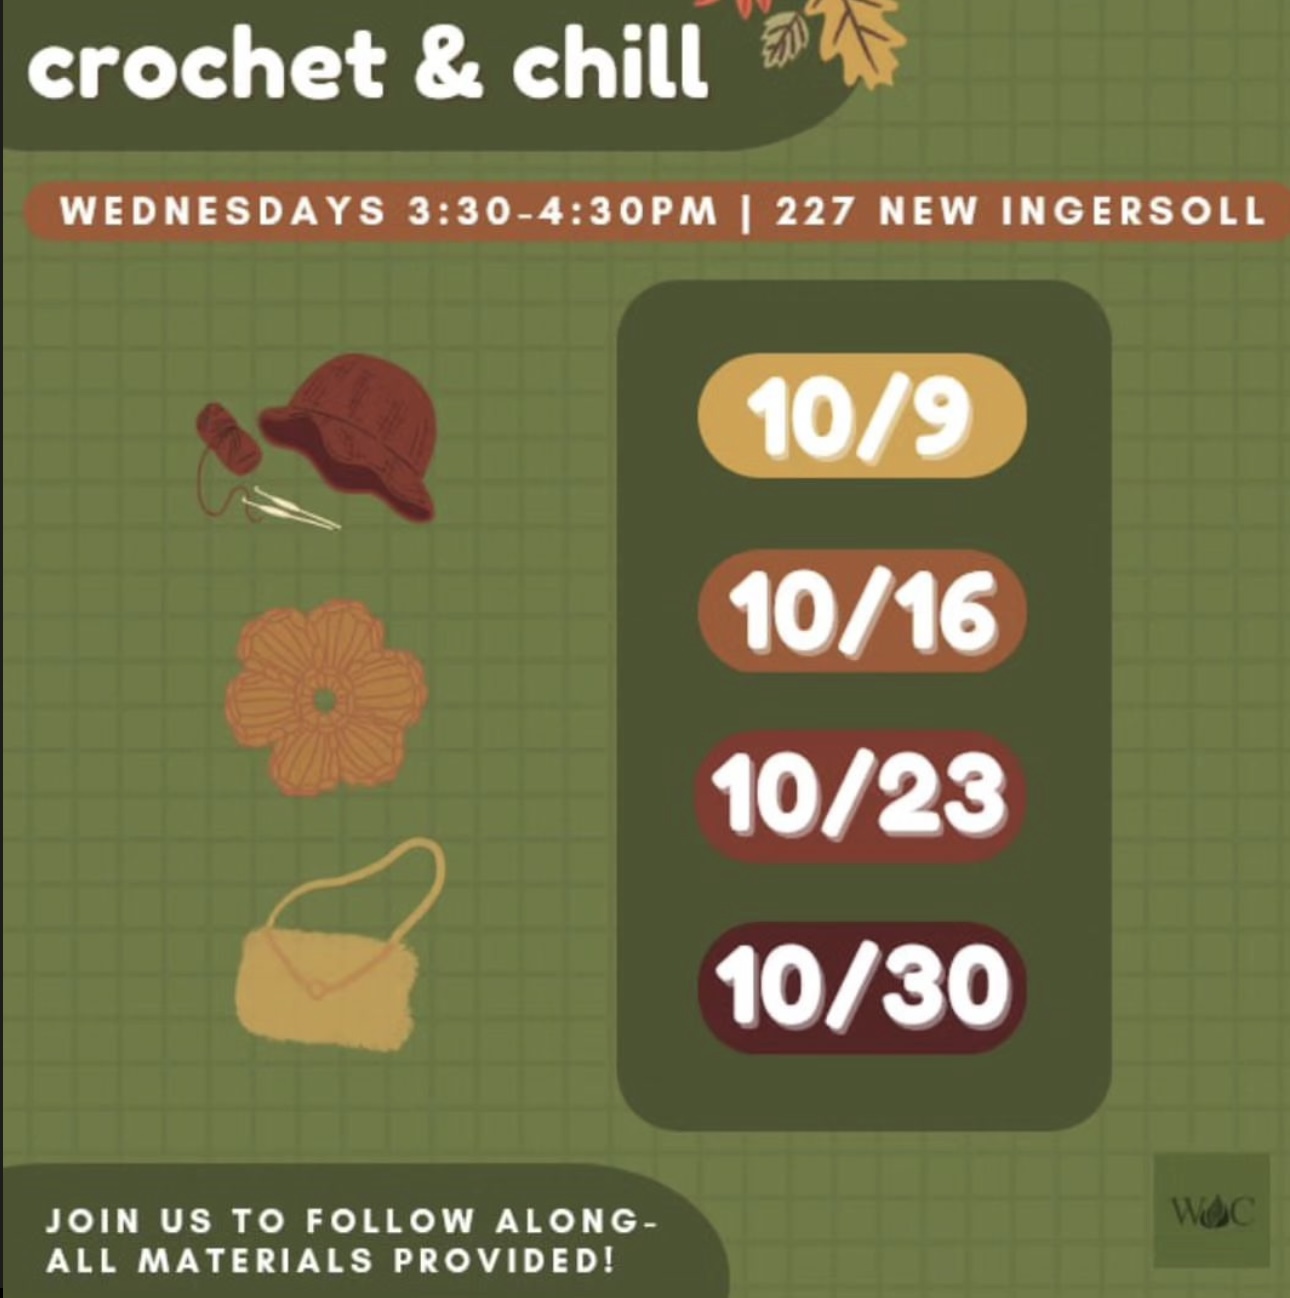 crochet & chill
WEDNESDAYS 3:30-4:30PM | 227 NEW INGERSOLL
10/9
10/16
10/23
10/30
JOIN US TO FOLLOW ALONG-
ALL MATERIALS PROVIDED!
W C